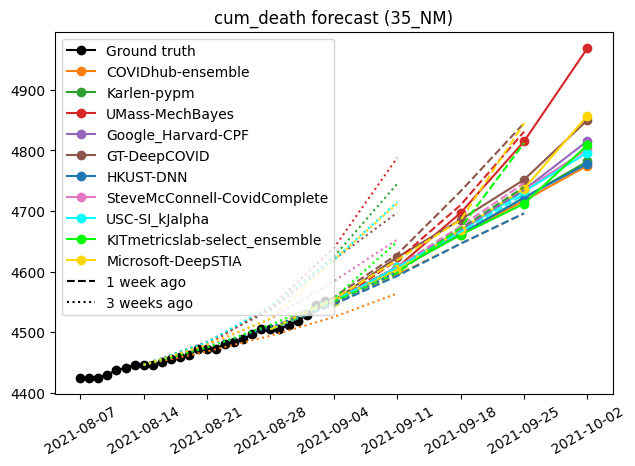 cum_death forecast (35_NM)
Ground truth
COVIDhub-ensemble
Karlen-pypm
UMass-MechBayes
Google_Harvard-CPF
GT-DeepCOVID
HKUST-DNN
SteveMcConnell-CovidComplete
USC-SI_kJalpha
KITmetricslab-select_ensemble
Microsoft-DeepSTIA
1 week ago
3 weeks ago
4900
4800
4700
4600
4500
4400
2021-08-07
2021-08-14
2021-08-21
2021-08-28
2021-09-04
2021-09-11
2021-09-18
2021-09-25
2021-10-02